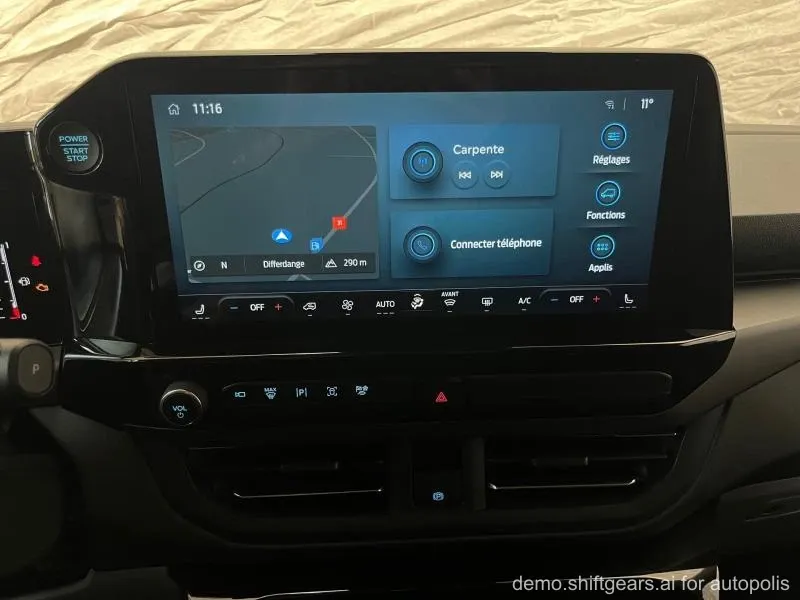 11:16
11°
POWER
START
STOP
Carpente
Réglages
Fonctions
Connecter téléphone
Applis
N
Differdange
290 m
OFF
AUTO
AVANT
A/C
OFF
P
VOL
MAX
|P|
0
demo.shiftgears.ai for autopolis